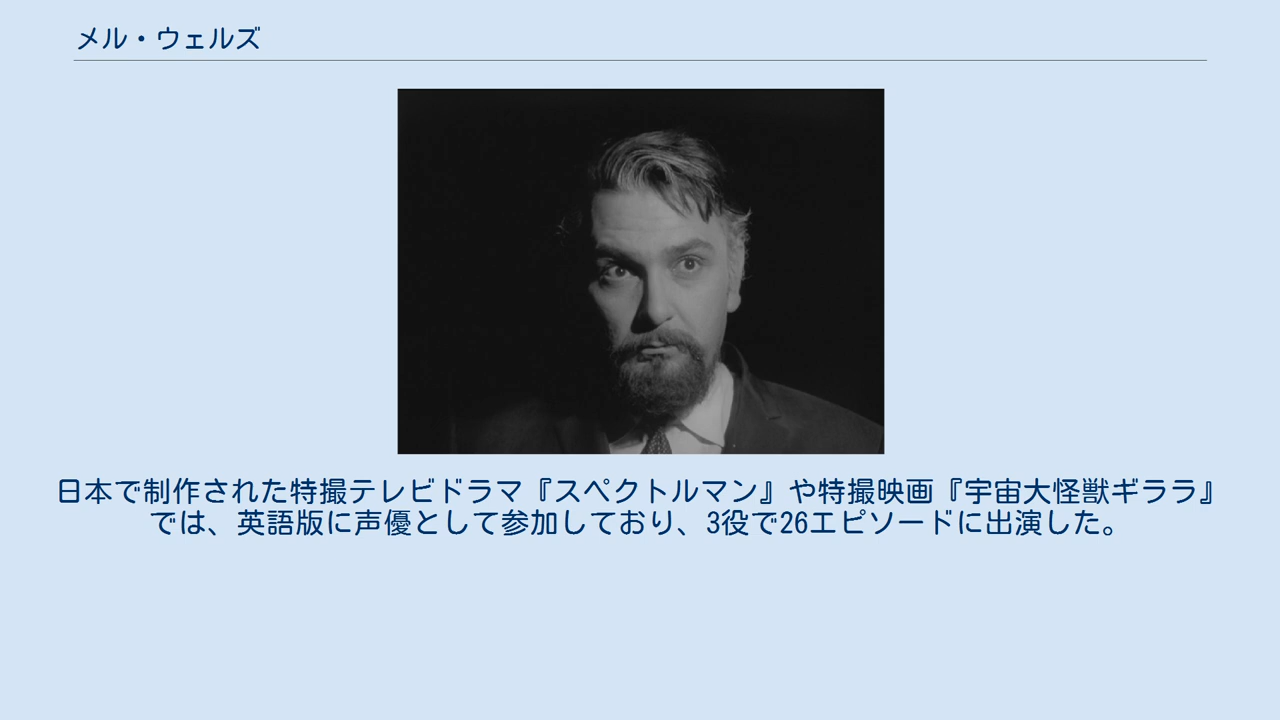 メル・ウェルズ
日本で制作された特撮テレビドラマ『スペクトルマン』や特撮映画『宇宙大怪獣ギララ』
では、英語版に声優として参加しており、3役で26エピソードに出演した。